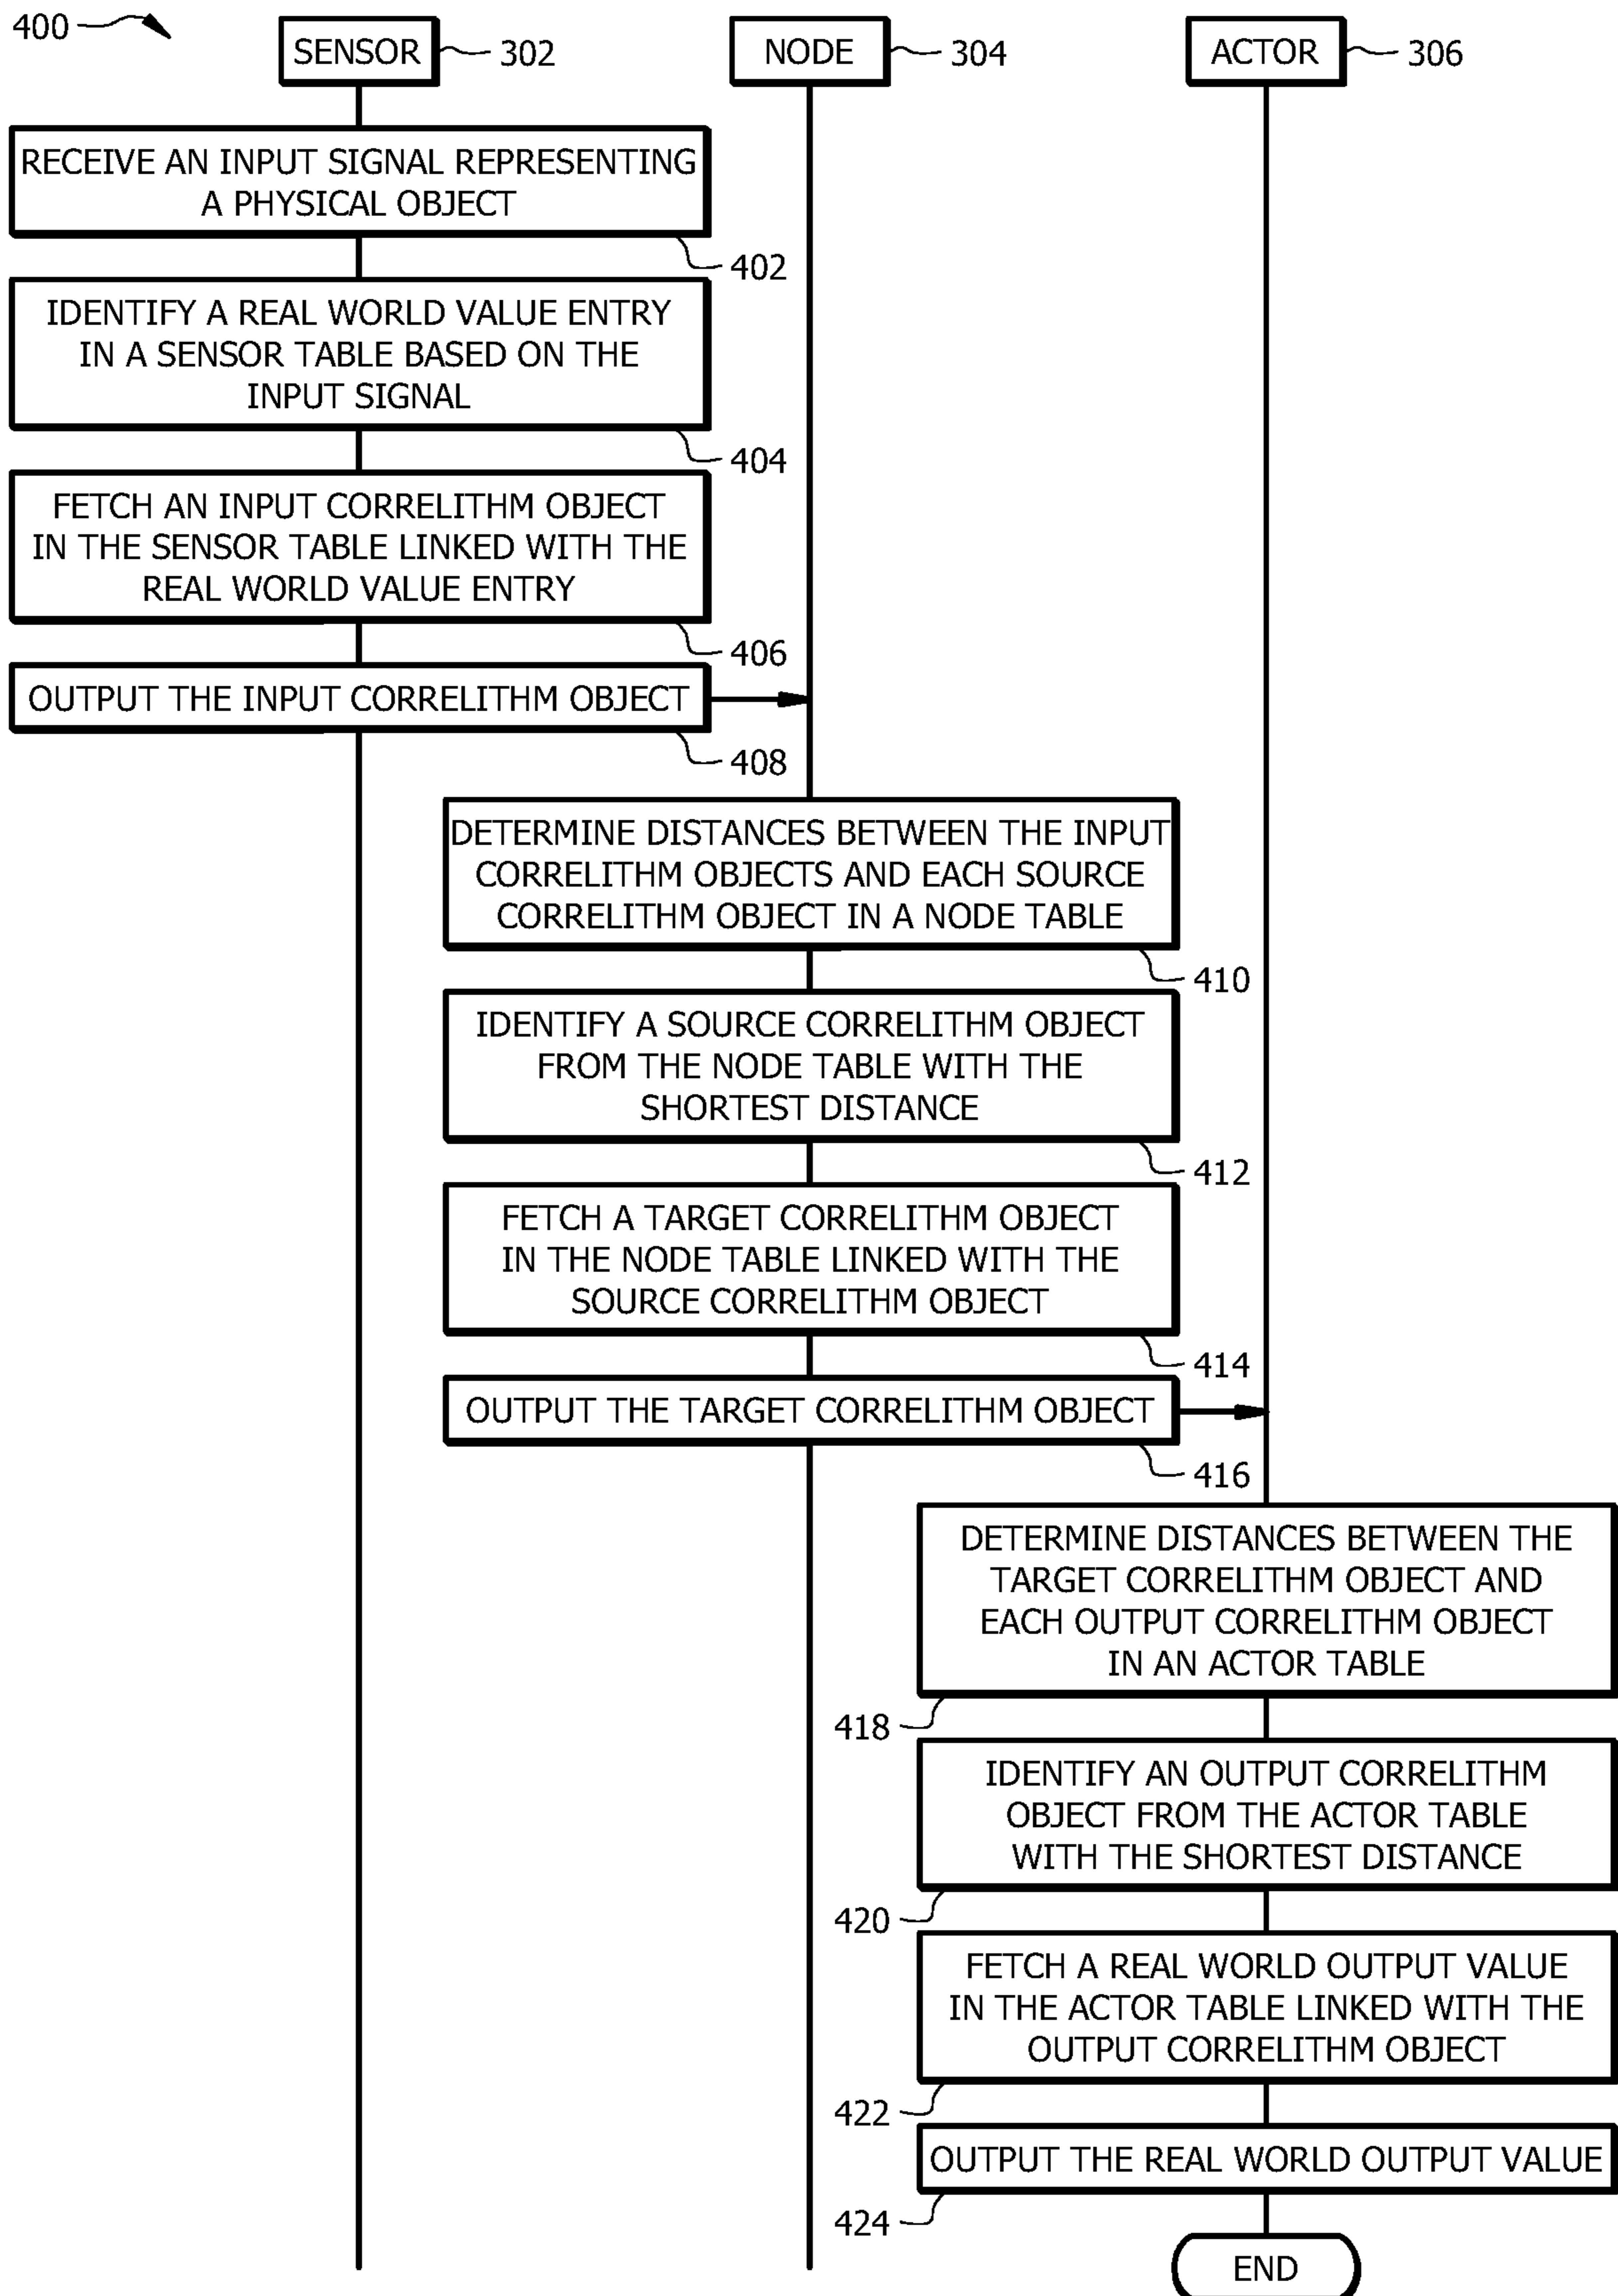 400
SENSOR
302
NODE
304
ACTOR
306
RECEIVE AN INPUT SIGNAL REPRESENTING
A PHYSICAL OBJECT
402
IDENTIFY A REAL WORLD VALUE ENTRY
IN A SENSOR TABLE BASED ON THE
INPUT SIGNAL
404
FETCH AN INPUT CORRELITHM OBJECT
IN THE SENSOR TABLE LINKED WITH THE
REAL WORLD VALUE ENTRY
406
OUTPUT THE INPUT CORRELITHM OBJECT
408
DETERMINE DISTANCES BETWEEN THE INPUT
CORRELITHM OBJECTS AND EACH SOURCE
CORRELITHM OBJECT IN A NODE TABLE
410
IDENTIFY A SOURCE CORRELITHM OBJECT
FROM THE NODE TABLE WITH THE
SHORTEST DISTANCE
412
FETCH A TARGET CORRELITHM OBJECT
IN THE NODE TABLE LINKED WITH THE
SOURCE CORRELITHM OBJECT
414
OUTPUT THE TARGET CORRELITHM OBJECT
416
DETERMINE DISTANCES BETWEEN THE
TARGET CORRELITHM OBJECT AND
EACH OUTPUT CORRELITHM OBJECT
IN AN ACTOR TABLE
418
IDENTIFY AN OUTPUT CORRELITHM
OBJECT FROM THE ACTOR TABLE
WITH THE SHORTEST DISTANCE
420
FETCH A REAL WORLD OUTPUT VALUE
IN THE ACTOR TABLE LINKED WITH THE
OUTPUT CORRELITHM OBJECT
422
OUTPUT THE REAL WORLD OUTPUT VALUE
424
END